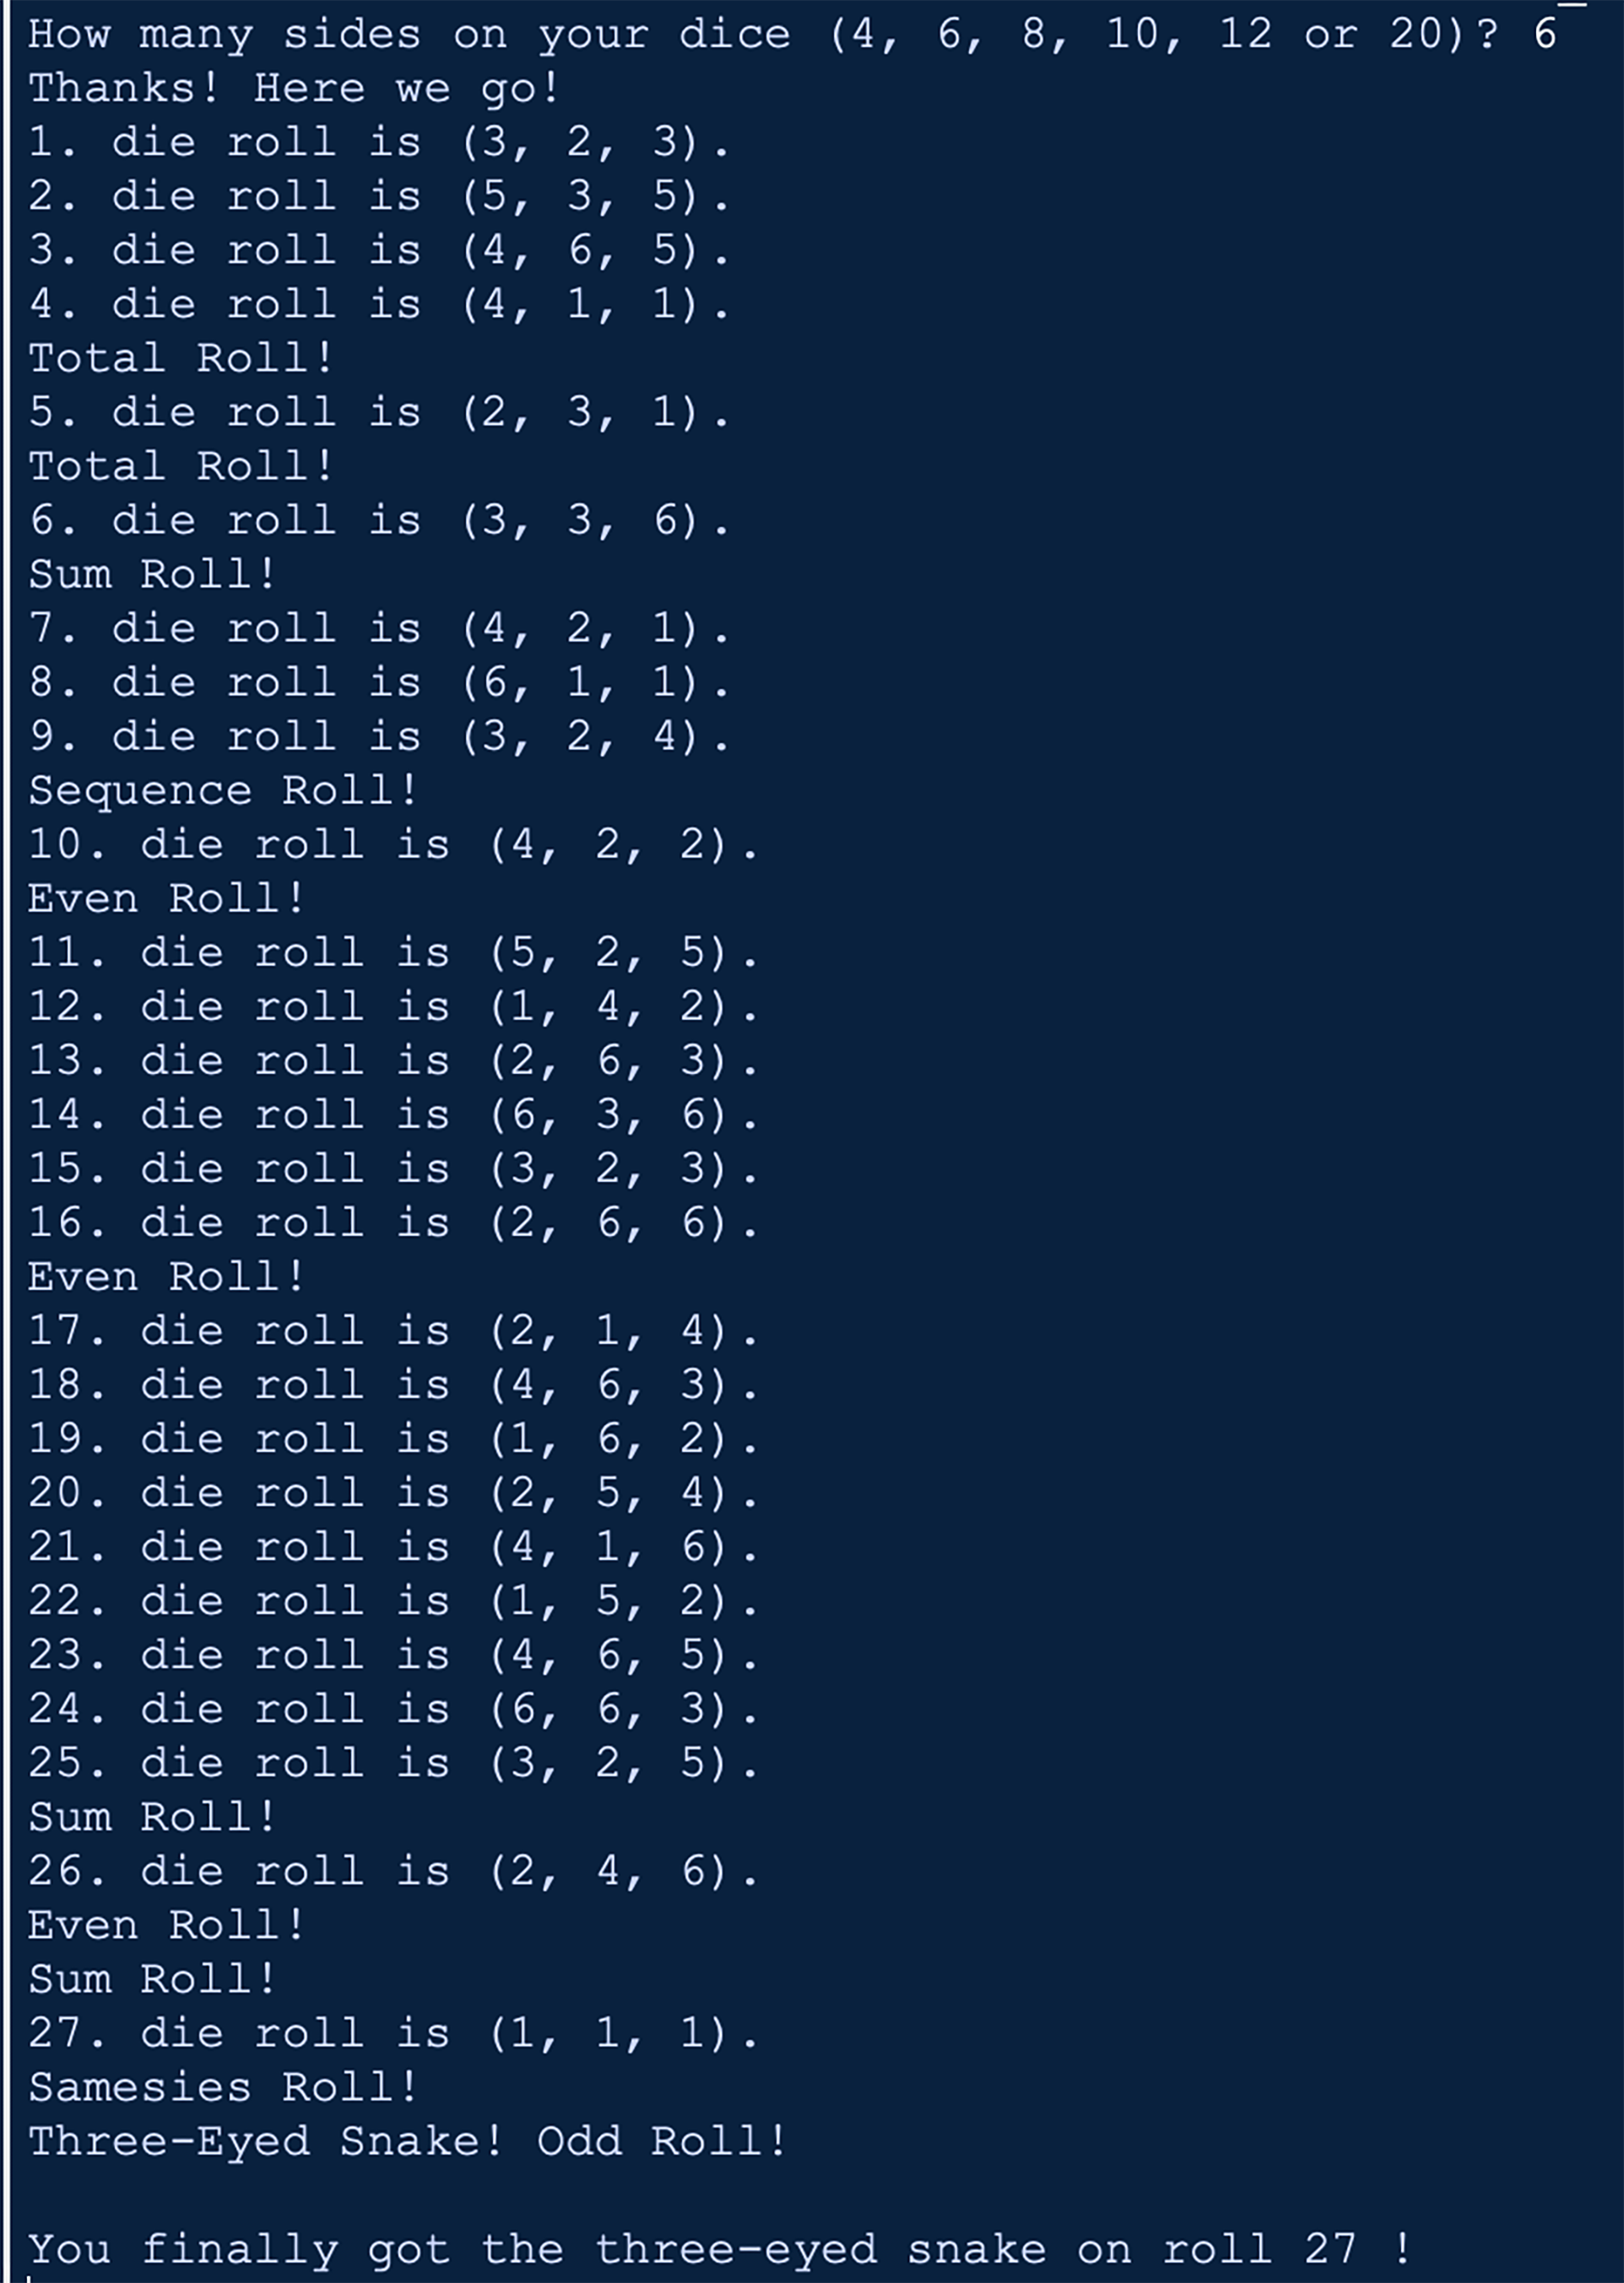 How many sides on your dice (4, 6, 8, 10, 12 or 20)? 6
Thanks! Here we go!
1. die roll is (3, 2, 3).
2. die roll is (5, 3, 5).
3. die roll is (4, 6, 5).
4. die roll is (4, 1, 1).
Total Roll!
5. die roll is (2, 3, 1).
Total Roll!
6. die roll is (3, 3, 6).
Sum Roll!
7. die roll is (4, 2, 1).
8. die roll is (6, 1, 1).
9. die roll is (3, 2, 4).
Sequence Roll!
10. die roll is (4, 2, 2).
Even Roll!
11. die roll is (5, 2, 5).
12. die roll is (1, 4, 2).
13. die roll is (2, 6, 3).
14. die roll is (6, 3, 6).
15. die roll is (3, 2, 3).
16. die roll is (2, 6, 6).
Even Roll!
17. die roll is (2, 1, 4).
18. die roll is (4, 6, 3).
19. die roll is (1, 6, 2).
20. die roll is (2, 5, 4).
21. die roll is (4, 1, 6).
22. die roll is (1, 5, 2).
23. die roll is (4, 6, 5).
24. die roll is (6, 6, 3).
25. die roll is (3, 2, 5).
Sum Roll!
26. die roll is (2, 4, 6).
Even Roll!
Sum Roll!
27. die roll is (1, 1, 1).
Samesies Roll!
Three-Eyed Snake! Odd Roll!
You finally got the three-eyed snake on roll 27 !